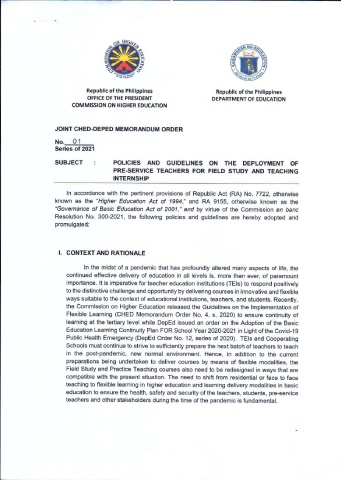 Republic of the Philippines
OFFICE OF THE PRESIDENT
COMMISSION ON HIGHER EDUCATION
Republic of the Philippines
DEPARTMENT OF EDUCATION
JOINT CHED-DEPED MEMORANDUM ORDER
No. 01
Series of 2021
SUBJECT : POLICIES AND GUIDELINES ON THE DEPLOYMENT OF
PRE-SERVICE TEACHERS FOR FIELD STUDY AND TEACHING
INTERNSHIP
In accordance with the pertinent provisions of Republic Act (RA) No. 7722, otherwise
known as the "Higher Education Act of 1994," and RA 9155, otherwise known as the
"Governance of Basic Education Act of 2001," and by virtue of the Commission en banc
Resolution No. 300-2021, the following policies and guidelines are hereby adopted and
promulgated:
I. CONTEXT AND RATIONALE
In the midst of a pandemic that has profoundly altered many aspects of life, the
continued effective delivery of education in all levels is, more than ever, of paramount
importance. It is imperative for teacher education institutions (TEIs) to respond positively
to the distinctive challenge and opportunity by delivering courses in innovative and flexible
ways suitable to the context of educational institutions, teachers, and students. Recently,
the Commission on Higher Education released the Guidelines on the Implementation of
Flexible Learning (CHED Memorandum Order No. 4, s. 2020) to ensure continuity of
learning at the tertiary level while DepEd issued an order on the Adoption of the Basic
Education Learning Continuity Plan FOR School Year 2020-2021 in Light of the Covid-19
Public Health Emergency (DepEd Order No. 12, series of 2020). TEIs and Cooperating
Schools must continue to strive to sufficiently prepare the next batch of teachers to teach
in the post-pandemic, new normal environment. Hence, in addition to the current
preparations being undertaken to deliver courses by means of flexible modalities, the
Field Study and Practice Teaching courses also need to be redesigned in ways that are
compatible with the present situation. The need to shift from residential or face to face
teaching to flexible learning in higher education and learning delivery modalities in basic
education to ensure the health, safety and security of the teachers, students, pre-service
teachers and other stakeholders during the time of the pandemic is fundamental.